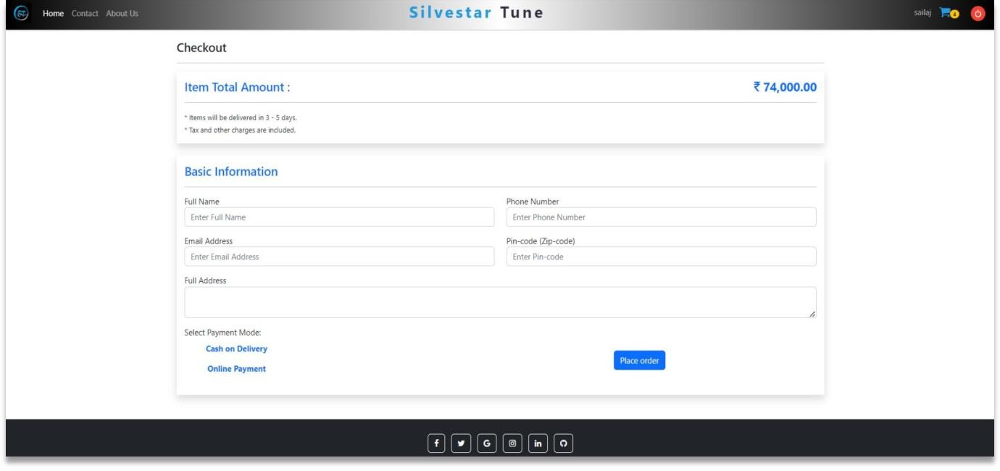 ST
Home Contact About Us
Silvestar Tune
sailaj
4
Checkout
Item Total Amount :
₹ 74,000.00
* Items will be delivered in 3 - 5 days.
* Tax and other charges are included.
Basic Information
Full Name
Phone Number
Enter Full Name
Enter Phone Number
Email Address
Pin-code (Zip-code)
Enter Email Address
Enter Pin-code
Full Address
Select Payment Mode:
Cash on Delivery
Place order
Online Payment